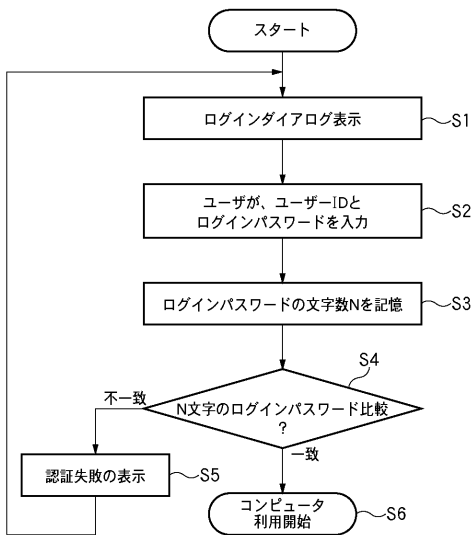 スタート
ログインダイアログ表示
S1
ユーザが、ユーザーIDと
ログインパスワードを入力
S2
ログインパスワードの文字数Nを記憶
S3
S4
不一致
N文字のログインパスワード比較
?
一致
認証失敗の表示
S5
コンピュータ
利用開始
S6